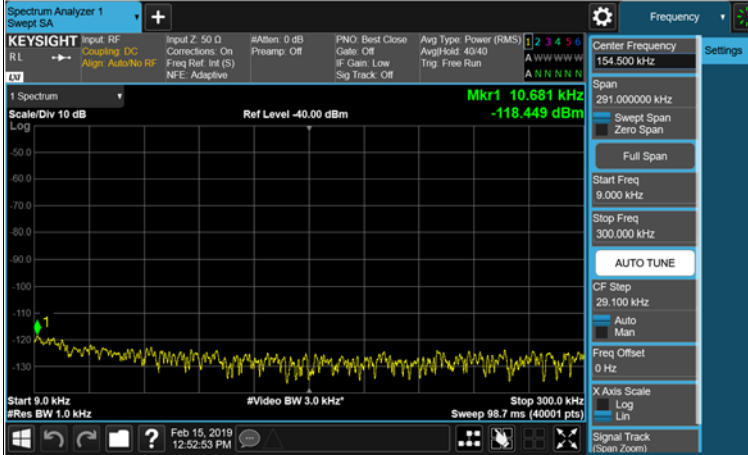 Spectrum Analyzer 1
Swept SA
Frequency
KEYSIGHT
RL
LXI
Input: RF
Coupling: DC
Align: Auto/No RF
Input Z: 50 Ω
Corrections: On
Freq Ref: Int (S)
NFE: Adaptive
#Atten: 0 dB
Preamp: Off
PNO: Best Close
Gate: Off
IF Gain: Low
Sig Track: Off
Avg Type: Power (RMS)
Avg|Hold: 40/40
Trig: Free Run
1 2 3 4 5 6
A W W W W W
A N N N N N
1 Spectrum
Mkr1 10.681 kHz
Scale/Div 10 dB
Ref Level -40.00 dBm
-118.449 dBm
Log
-50.0
-60.0
-70.0
-80.0
-90.0
-100
-110
1
-120
-130
Start 9.0 kHz
#Video BW 3.0 kHz*
Stop 300.0 kHz
#Res BW 1.0 kHz
Sweep 98.7 ms (40001 pts)
?
Feb 15, 2019
12:52:53 PM
Center Frequency
154.500 kHz
Settings
Span
291.000000 kHz
Swept Span
Zero Span
Full Span
Start Freq
9.000 kHz
Stop Freq
300.000 kHz
AUTO TUNE
CF Step
29.100 kHz
Auto
Man
Freq Offset
0 Hz
X Axis Scale
Log
Lin
Signal Track
(Span Zoom)